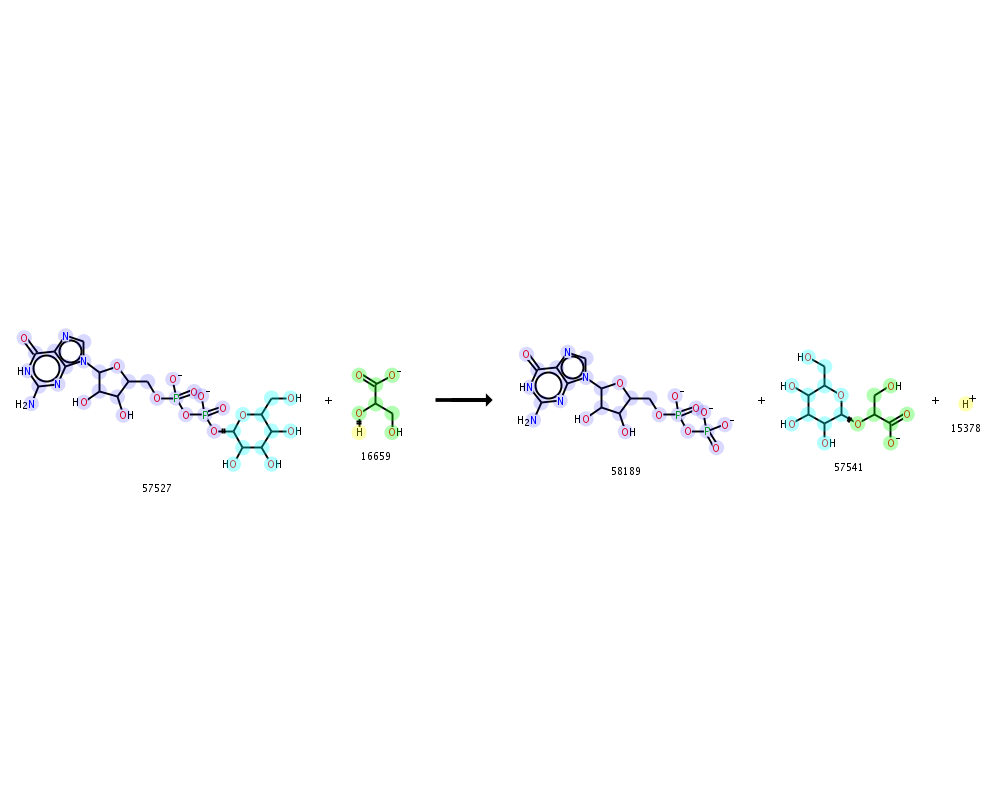 O N N HN N N H₂N O HO OH O O⁻ P O O O⁻ P O O O OH OH HO OH 57527
+
O O⁻ O H OH 16659
O N N HN N N H₂N O HO OH O O⁻ P O O O⁻ P O⁻ O 58189
+
HO HO O HO OH O OH O O⁻ 57541
+
H⁺ 15378